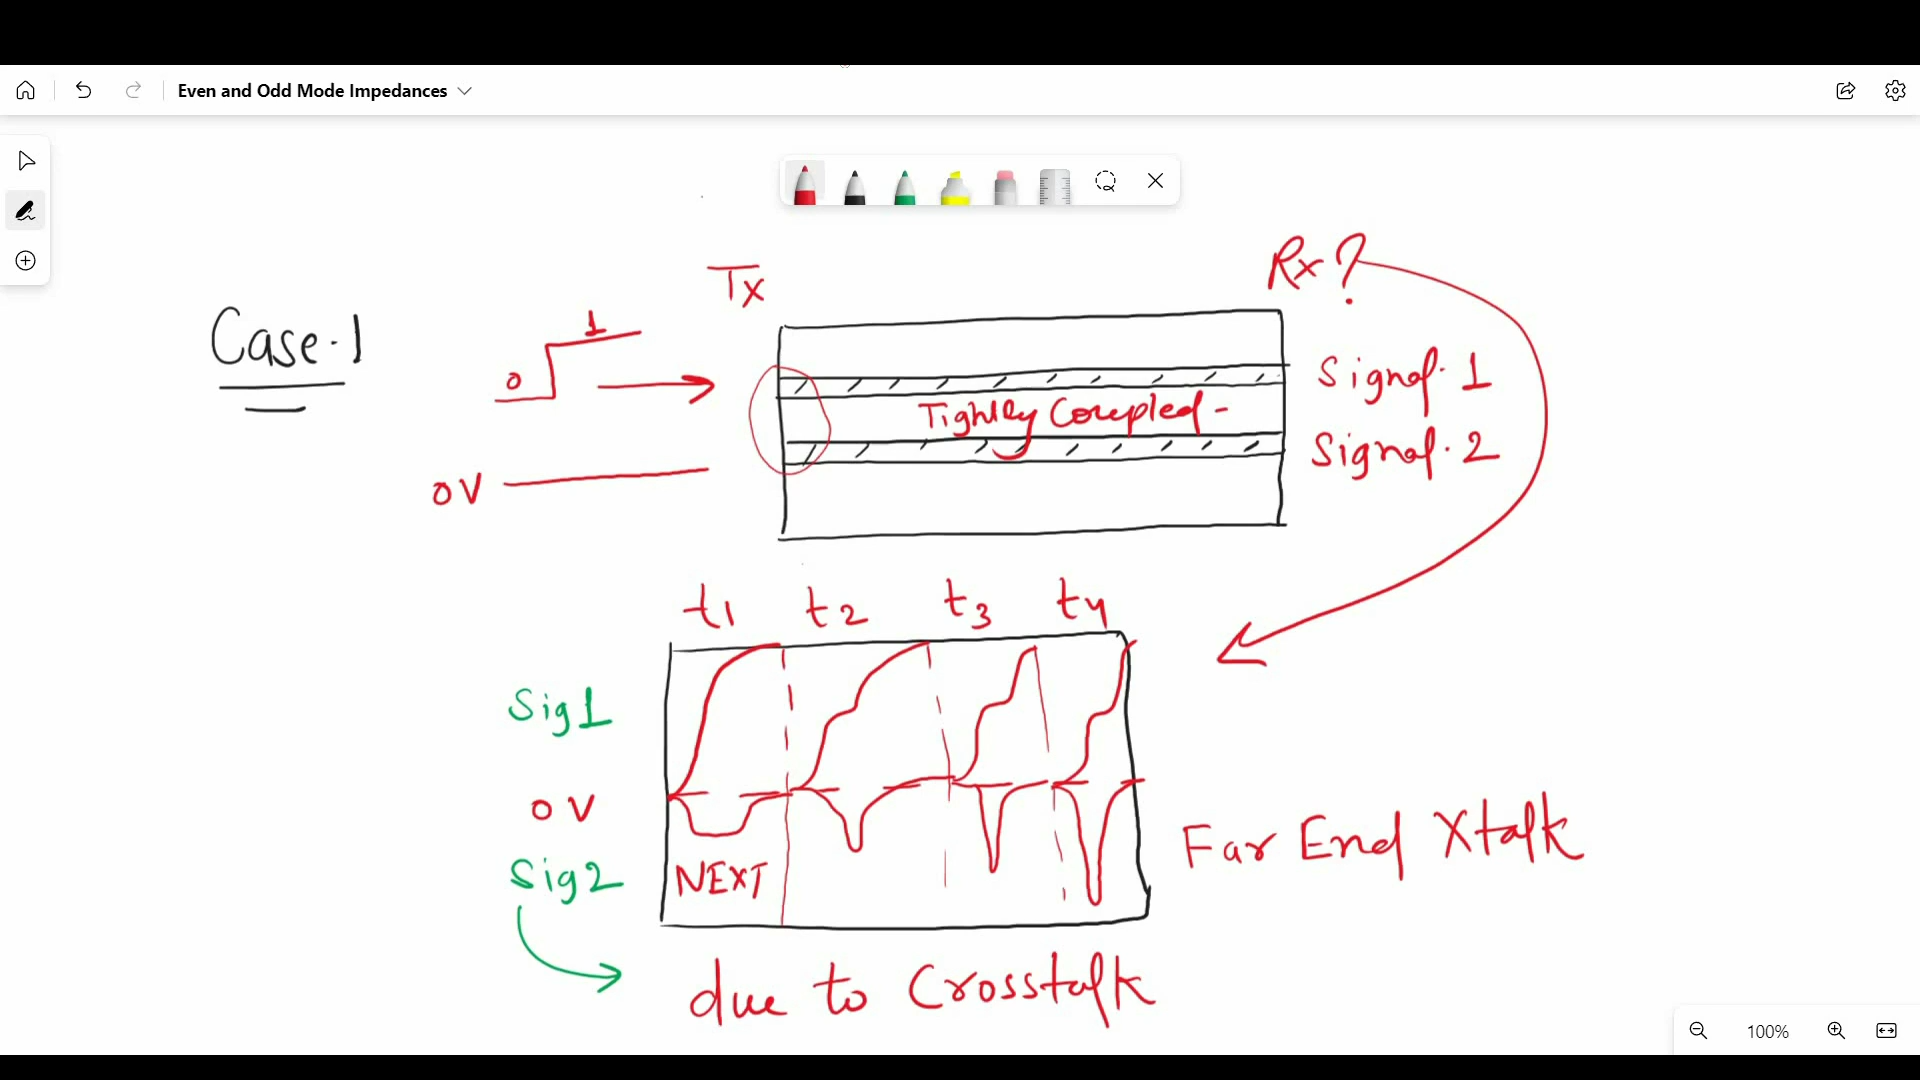 Even and Odd Mode Impedances
Tx
Rx?
Case.1
0 1
Signal.1
Tightly Coupled-
Signal.2
0V
t1 t2 t3 t4
Sig1
0V
Far End Xtalk
Sig2
NEXT
due to Crosstalk
100%